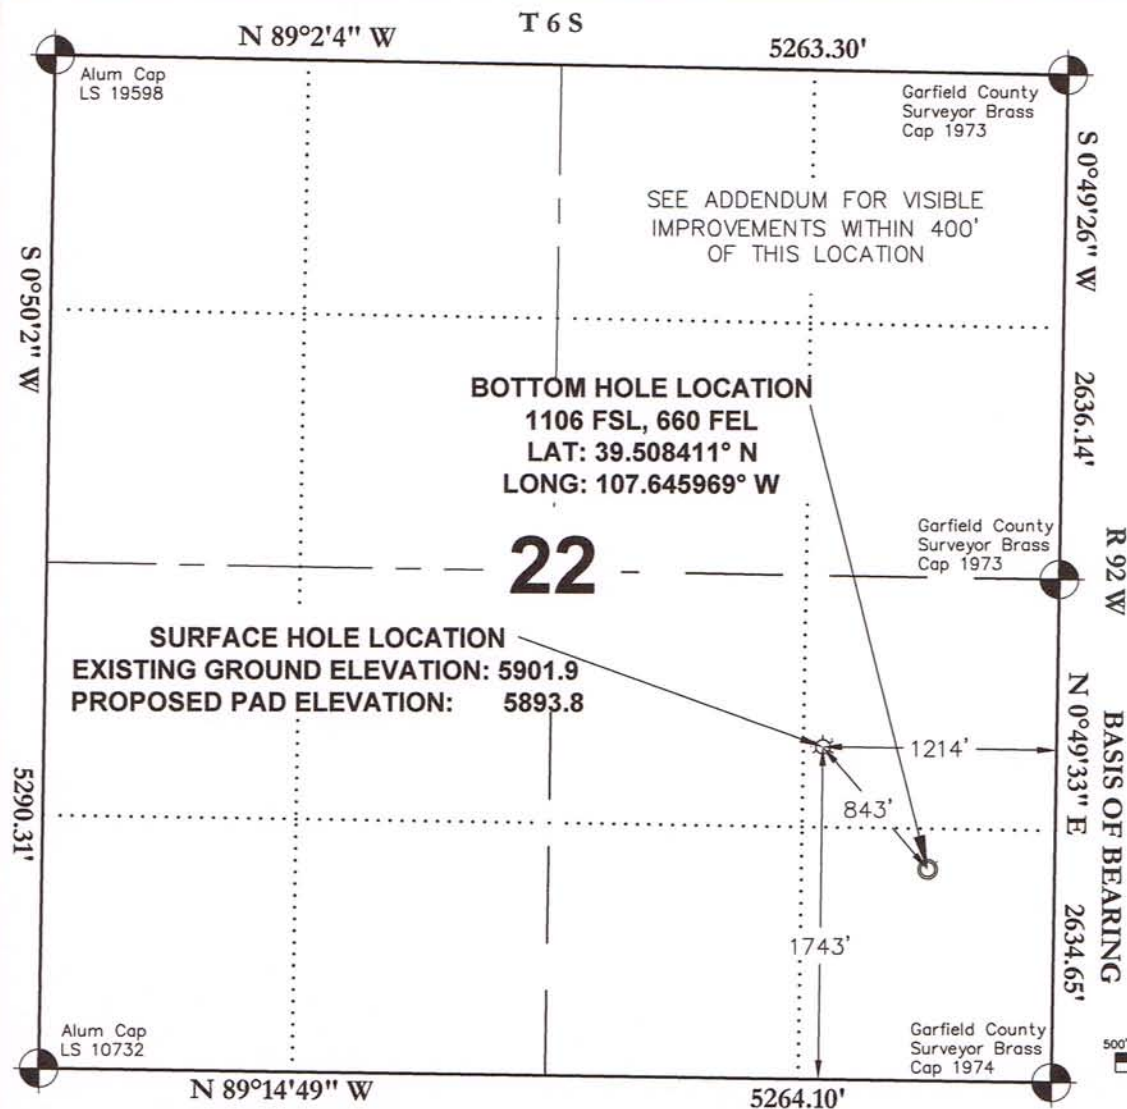 T 6 S
N 89°2'4" W
5263.30'
Alum Cap
LS 19598
Garfield County
Surveyor Brass
Cap 1973
S 0°49'26" W
SEE ADDENDUM FOR VISIBLE
IMPROVEMENTS WITHIN 400'
OF THIS LOCATION
S 0°50'2" W
2636.14'
BOTTOM HOLE LOCATION
1106 FSL, 660 FEL
LAT: 39.508411° N
LONG: 107.645969° W
Garfield County
Surveyor Brass
Cap 1973
R 92 W
22
SURFACE HOLE LOCATION
EXISTING GROUND ELEVATION: 5901.9
PROPOSED PAD ELEVATION: 5893.8
N 0°49'33" E
BASIS OF BEARING
1214'
843'
5290.31'
1743'
2634.65'
Alum Cap
LS 10732
Garfield County
Surveyor Brass
Cap 1974
500'
N 89°14'49" W
5264.10'